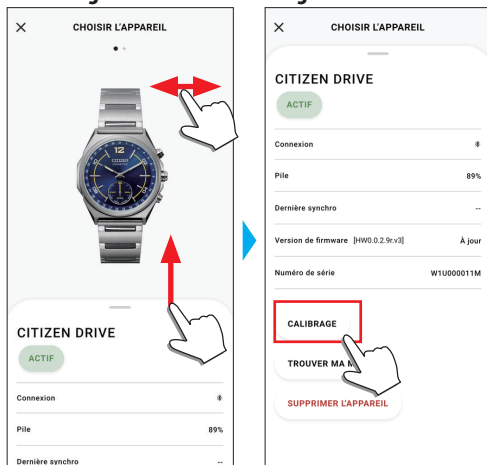 CHOISIR L'APPAREIL
12
CITIZEN
CITIZEN DRIVE
ACTIF
Connexion
Pile 89%
Dernière synchro --
CHOISIR L'APPAREIL
CITIZEN DRIVE
ACTIF
Connexion
Pile 89%
Dernière synchro --
Version de firmware [HW0.0.2.9r.v3] À jour
Numéro de série W1U000011M
CALIBRAGE
TROUVER MA
SUPPRIMER L'APPAREIL